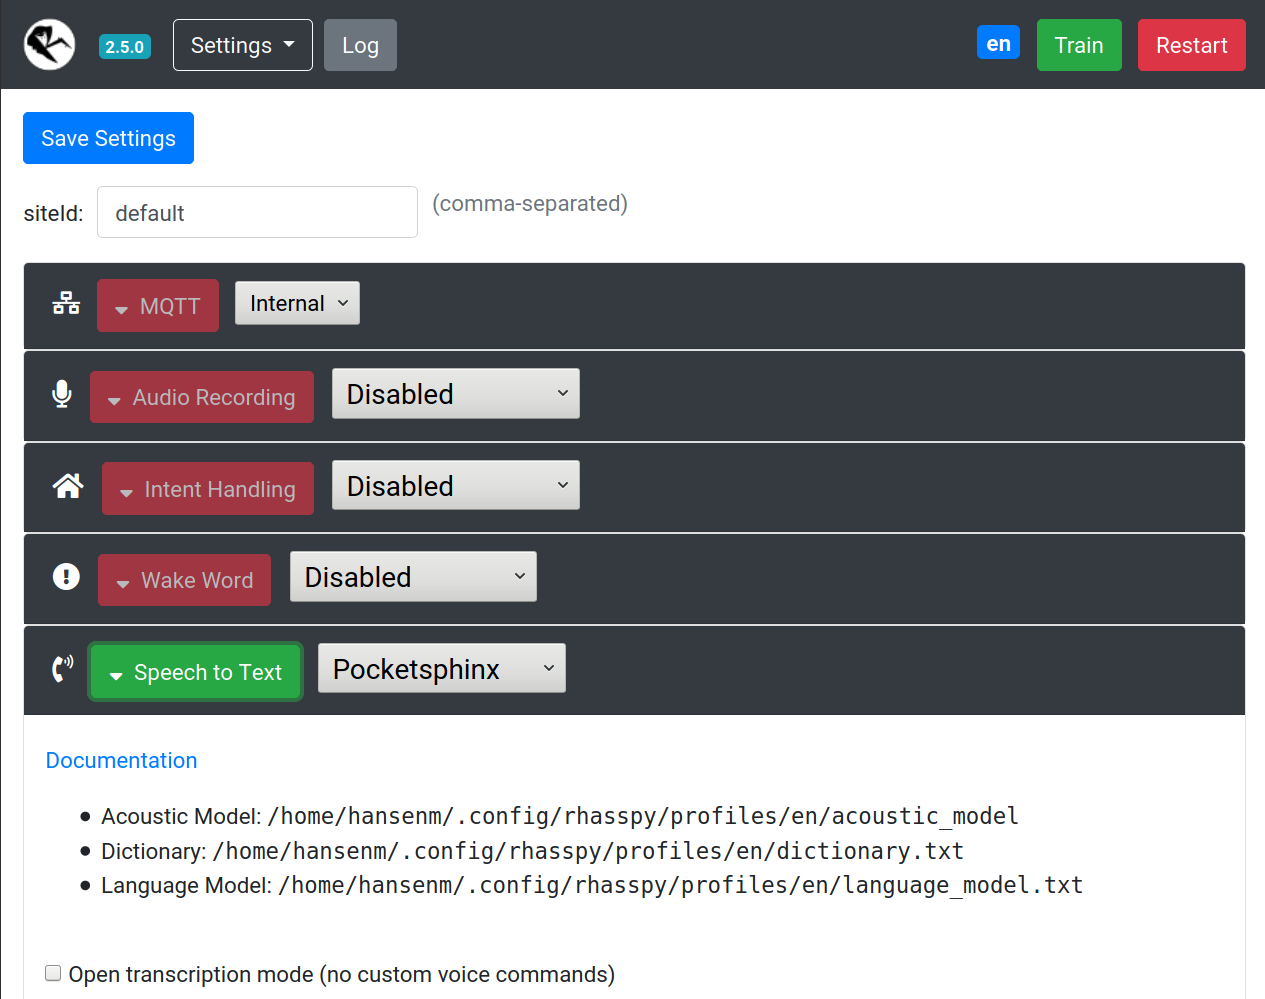 2.5.0 Settings Log en Train Restart
Save Settings
siteId: default (comma-separated)
MQTT Internal
Audio Recording Disabled
Intent Handling Disabled
Wake Word Disabled
Speech to Text Pocketsphinx
Documentation
Acoustic Model: /home/hansenm/.config/rhasspy/profiles/en/acoustic_model
Dictionary: /home/hansenm/.config/rhasspy/profiles/en/dictionary.txt
Language Model: /home/hansenm/.config/rhasspy/profiles/en/language_model.txt
Open transcription mode (no custom voice commands)